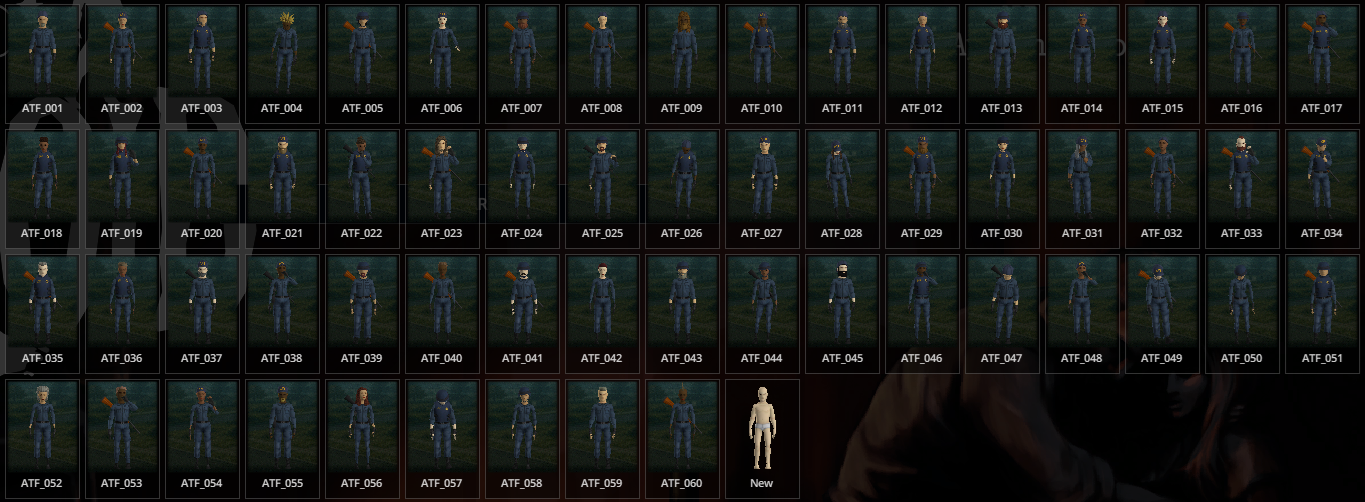 ATF_001 ATF_002 ATF_003 ATF_004 ATF_005 ATF_006 ATF_007 ATF_008 ATF_009 ATF_010 ATF_011 ATF_012 ATF_013 ATF_014 ATF_015 ATF_016 ATF_017
ATF_018 ATF_019 ATF_020 ATF_021 ATF_022 ATF_023 ATF_024 ATF_025 ATF_026 ATF_027 ATF_028 ATF_029 ATF_030 ATF_031 ATF_032 ATF_033 ATF_034
ATF_035 ATF_036 ATF_037 ATF_038 ATF_039 ATF_040 ATF_041 ATF_042 ATF_043 ATF_044 ATF_045 ATF_046 ATF_047 ATF_048 ATF_049 ATF_050 ATF_051
ATF_052 ATF_053 ATF_054 ATF_055 ATF_056 ATF_057 ATF_058 ATF_059 ATF_060 New